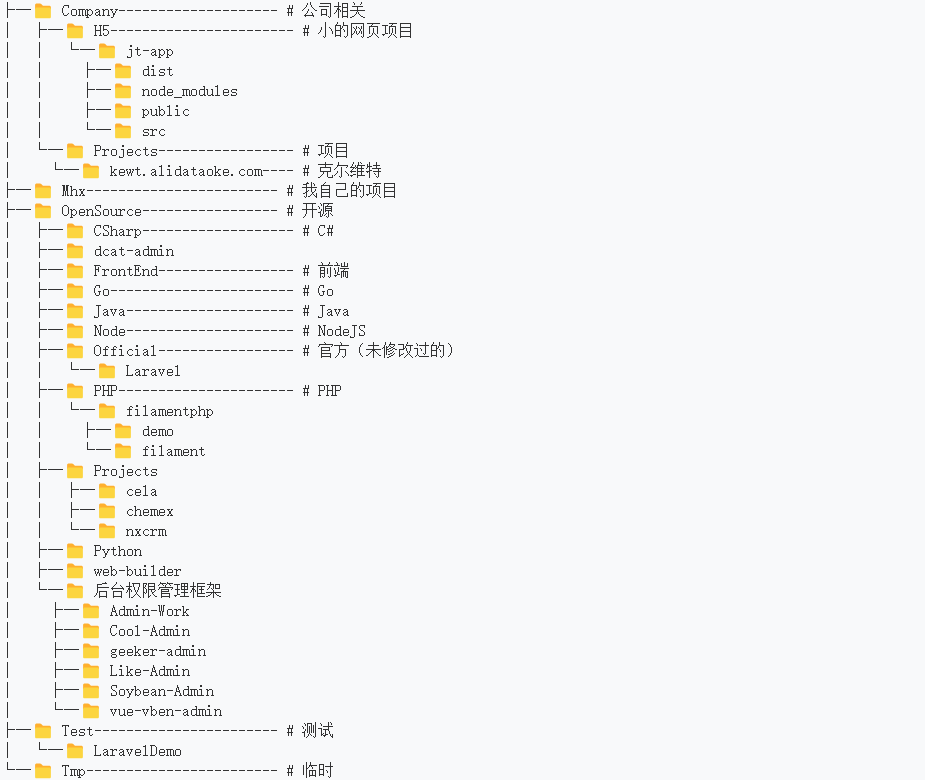 ├──📁 Company-------------------- # 公司相关
│   ├──📁 H5----------------------- # 小的网页项目
│   │   └──📁 jt-app
│   │     ├──📁 dist
│   │     ├──📁 node_modules
│   │     ├──📁 public
│   │     └──📁 src
│   └──📁 Projects----------------- # 项目
│     └──📁 kewt.alidataoke.com---- # 克尔维特
├──📁 Mhx------------------------ # 我自己的项目
├──📁 OpenSource----------------- # 开源
│   ├──📁 CSharp------------------- # C#
│   ├──📁 dcat-admin
│   ├──📁 FrontEnd----------------- # 前端
│   ├──📁 Go----------------------- # Go
│   ├──📁 Java--------------------- # Java
│   ├──📁 Node--------------------- # NodeJS
│   ├──📁 Official----------------- # 官方（未修改过的）
│   │   └──📁 Laravel
│   ├──📁 PHP---------------------- # PHP
│   │   └──📁 filamentphp
│   │     ├──📁 demo
│   │     └──📁 filament
│   ├──📁 Projects
│   │   ├──📁 cela
│   │   ├──📁 chemex
│   │   └──📁 nxcrm
│   ├──📁 Python
│   ├──📁 web-builder
│   └──📁 后台权限管理框架
│     ├──📁 Admin-Work
│     ├──📁 Cool-Admin
│     ├──📁 geeker-admin
│     ├──📁 Like-Admin
│     ├──📁 Soybean-Admin
│     └──📁 vue-vben-admin
├──📁 Test----------------------- # 测试
│   └──📁 LaravelDemo
└──📁 Tmp------------------------ # 临时